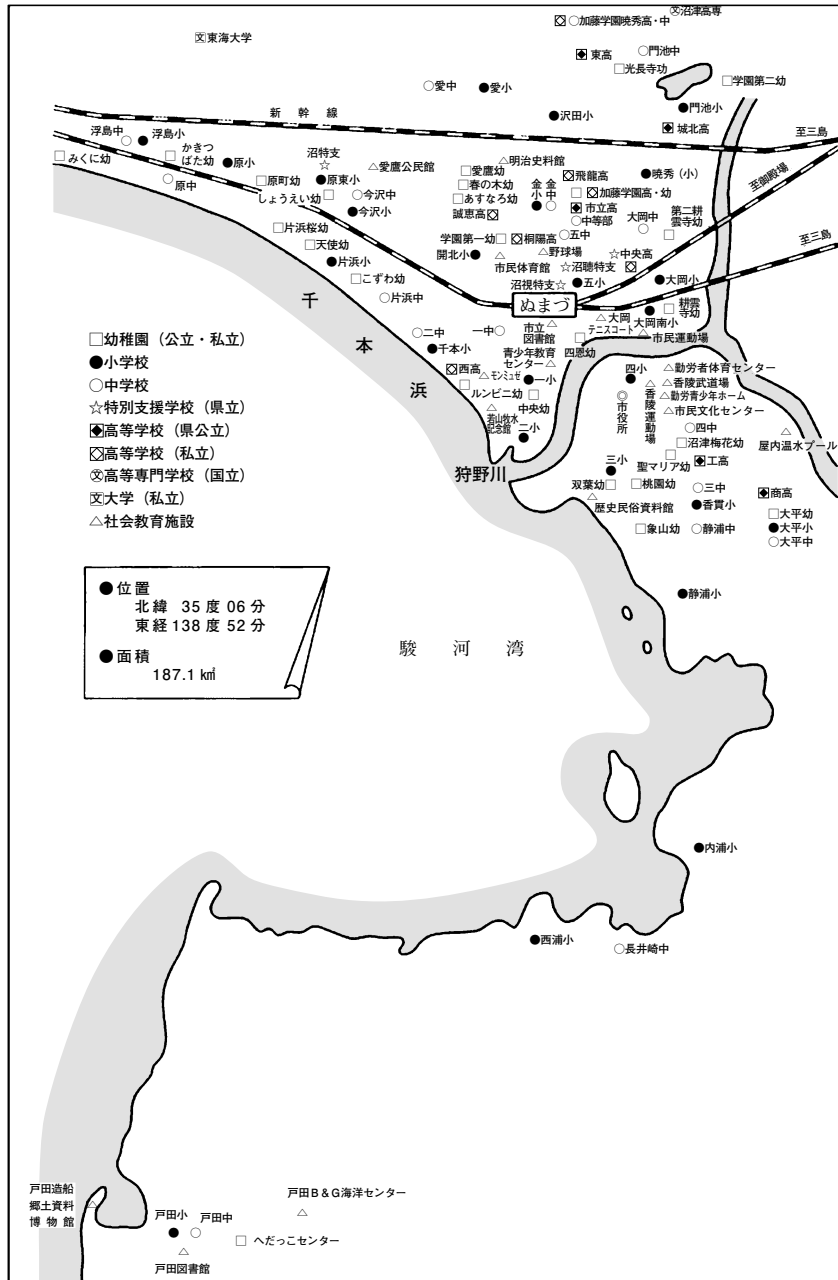 文沼津高専
加藤学園暁秀高・中
文東海大学
東高
門池中
光長寺功
学園第二幼
愛中
愛小
沢田小
門池小
城北高
新幹線
至三島
浮島中
浮島小
かきつ
ばた幼
みくに幼
原小
原中
沼特支
愛鷹公民館
原町幼
原東小
しょうえい幼
今沢中
今沢小
明治史料館
愛鷹幼
春の木幼
あすなろ幼
誠恵高
金小
金中
飛龍高
加藤学園高・幼
暁秀(小)
市立高
中等部
大岡中
第二耕
雲寺幼
至御殿場
至三島
片浜桜幼
天使幼
片浜小
こずわ幼
片浜中
学園第一幼
桐陽高
五中
開北小
市民体育館
野球場
中央高
沼聴特支
沼視特支
五小
大岡小
ぬまづ
耕雲
寺幼
大岡
テニスコート
大岡南小
市民運動場
千本浜
二中
千本小
一中
市立
図書館
四恩幼
青少年教育
センター
西高
モンミュゼ
ルンビニ幼
一小
中央幼
若山牧水
記念館
二小
狩野川
四小
市役所
香陵運動場
勤労者体育センター
香陵武道場
勤労青少年ホーム
市民文化センター
四中
沼津梅花幼
屋内温水プール
聖マリア幼
工高
三小
双葉幼
桃園幼
三中
商高
歴史民俗資料館
香貫小
大平幼
象山幼
静浦中
大平小
大平中
静浦小
□幼稚園(公立・私立)
●小学校
○中学校
☆特別支援学校(県立)
高等学校(県公立)
高等学校(私立)
文高等専門学校(国立)
文大学(私立)
△社会教育施設
●位置
北緯 35度06分
東経138度52分
●面積
187.1㎢
駿河湾
内浦小
西浦小
長井崎中
戸田造船
郷土資料
博物館
戸田B&G海洋センター
戸田小
戸田中
へだっこセンター
戸田図書館